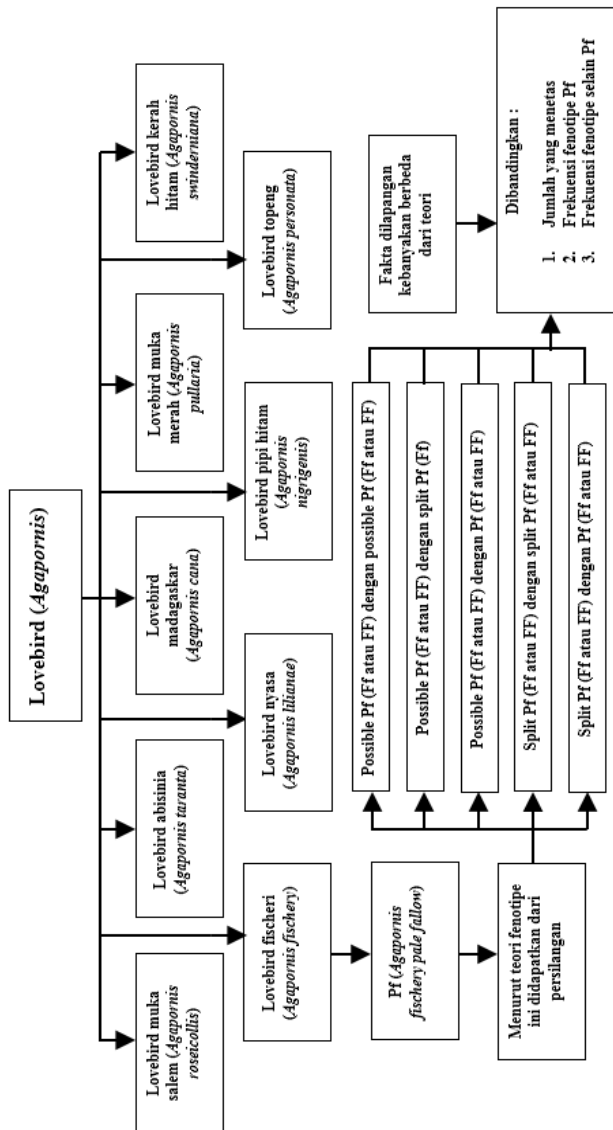 Lovebird (Agapornis)
Lovebird muka
salem (Agapornis
roseicollis)
Lovebird abisinia
(Agapornis taranta)
Lovebird
madagaskar
(Agapornis cana)
Lovebird muka
merah (Agapornis
pullaria)
Lovebird kerah
hitam (Agapornis
swinderniana)
Lovebird fischeri
(Agapornis fischery)
Lovebird nyasa
(Agapornis lilianae)
Lovebird pipi hitam
(Agapornis
nigrigenis)
Lovebird topeng
(Agapornis personata)
Pf (Agapornis
fischery pale fallow)
Menurut teori fenotipe
ini didapatkan dari
persilangan
Possible Pf (Ff atau FF) dengan possible Pf (Ff atau FF)
Possible Pf (Ff atau FF) dengan split Pf (Ff)
Possible Pf (Ff atau FF) dengan Pf (Ff atau FF)
Split Pf (Ff atau FF) dengan split Pf (Ff atau FF)
Split Pf (Ff atau FF) dengan Pf (Ff atau FF)
Fakta dilapangan
kebanyakan berbeda
dari teori
Dibandingkan :
1. Jumlah yang menetas
2. Frekuensi fenotipe Pf
3. Frekuensi fenotipe selain Pf